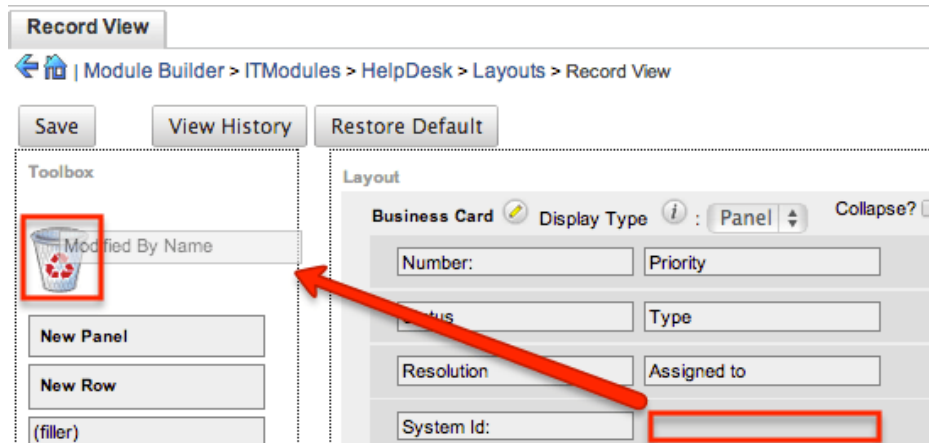 Record View
| Module Builder > ITModules > HelpDesk > Layouts > Record View
Save View History Restore Default
Toolbox
Layout
Business Card Display Type i : Panel Collapse?
Modified By Name
Number: Priority
Status Type
New Panel
Resolution Assigned to
New Row
System Id:
(filler)